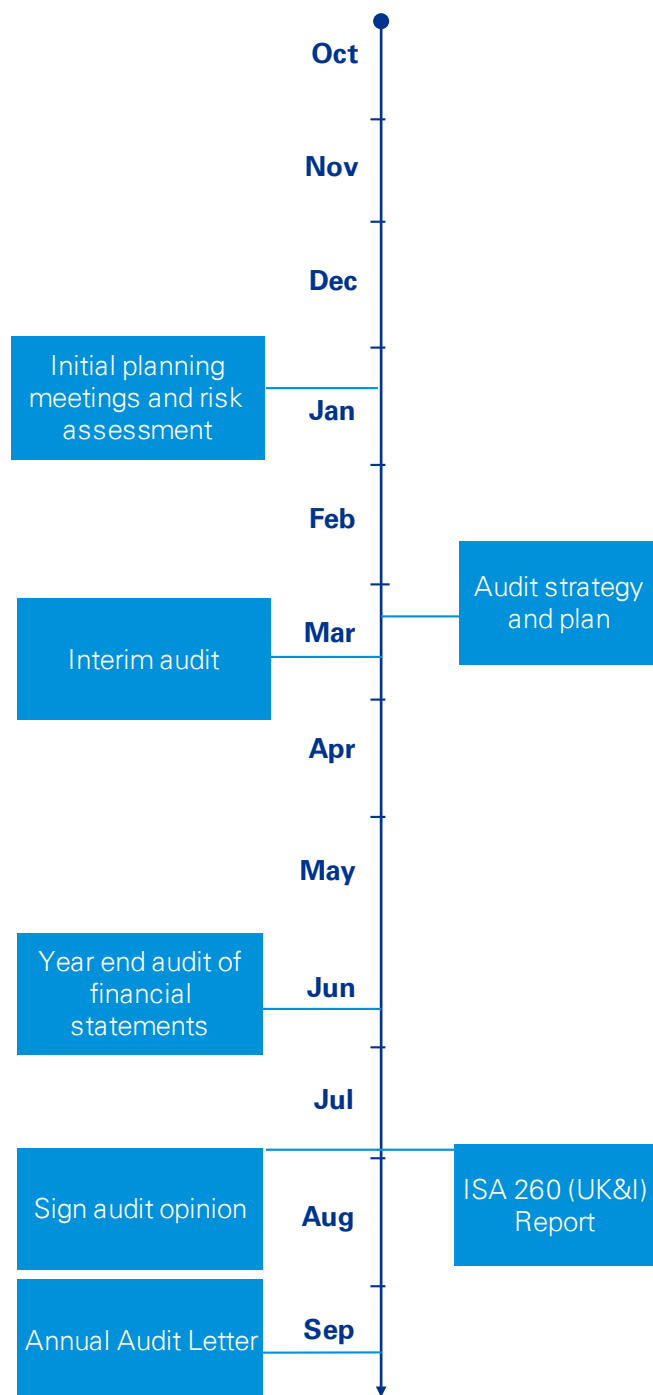 Oct
Nov
Dec
Initial planning
meetings and risk
assessment
Jan
Feb
Audit strategy
and plan
Mar
Interim audit
Apr
May
Year end audit of
financial
statements
Jun
Jul
Sign audit opinion
ISA 260 (UK&I)
Report
Aug
Sep
Annual Audit Letter